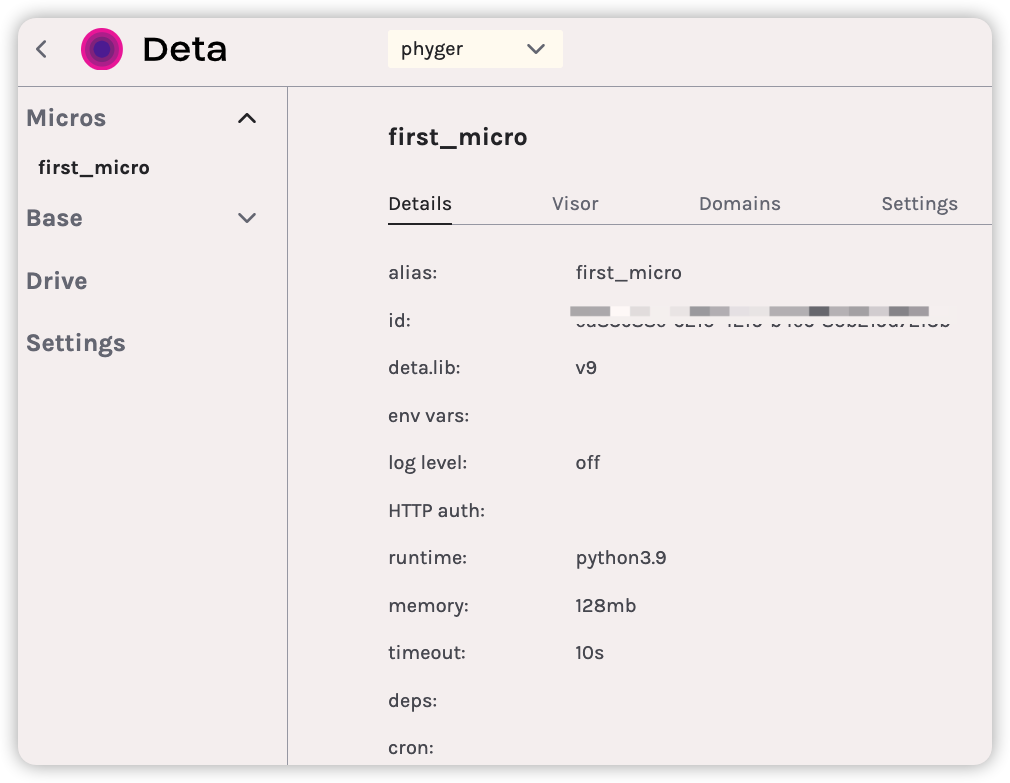 Deta
phyger
Micros
first_micro
Base
Drive
Settings
first_micro
Details Visor Domains Settings
alias: first_micro
id:
deta.lib: v9
env vars:
log level: off
HTTP auth:
runtime: python3.9
memory: 128mb
timeout: 10s
deps:
cron: